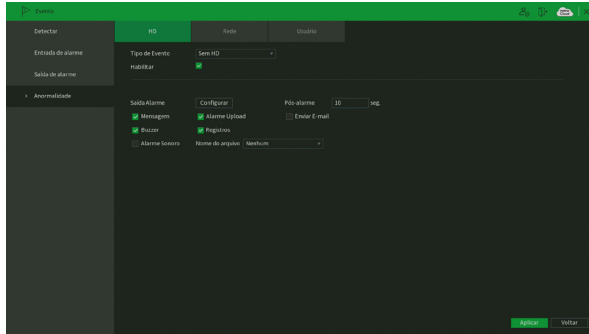 Evento
Detectar
Entrada de alarme
Saída de alarme
Anormalidade
HD Rede Usuário
Tipo de Evento Sem HD
Habilitar
Saída Alarme Configurar Pós-alarme 10 seg.
Mensagem Alarme Upload Enviar E-mail
Buzzer Registros
Alarme Sonoro Nome do arquivo Nenhum
Aplicar Voltar